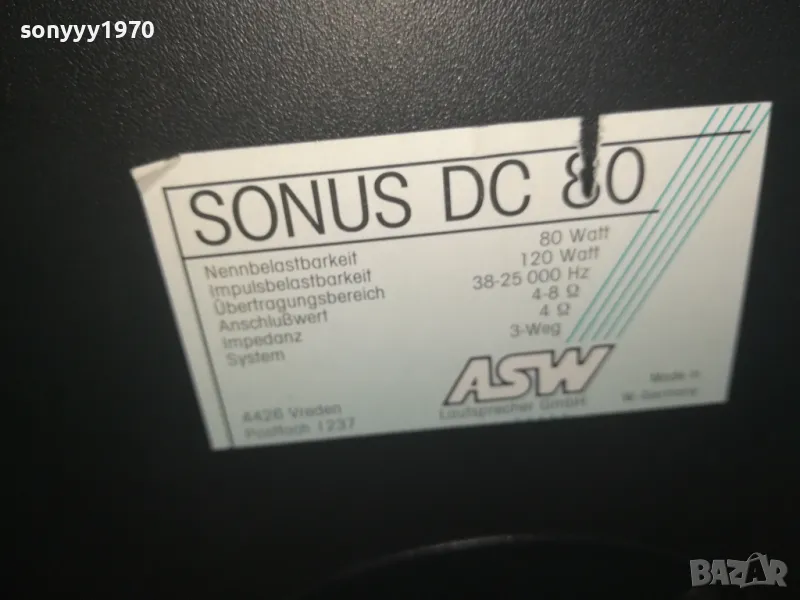 sonyyy1970
SONUS DC 80
Nennbelastbarkeit 80 Watt
Impulsbelastbarkeit 120 Watt
Übertragungsbereich 38-25 000 Hz
Anschlußwert 4-8 Ω
Impedanz 4 Ω
System 3-Weg
ASW
Lautsprecher GmbH
4426 Vreden
Postfach 1237
Made in
W.-Germany
BAZAR